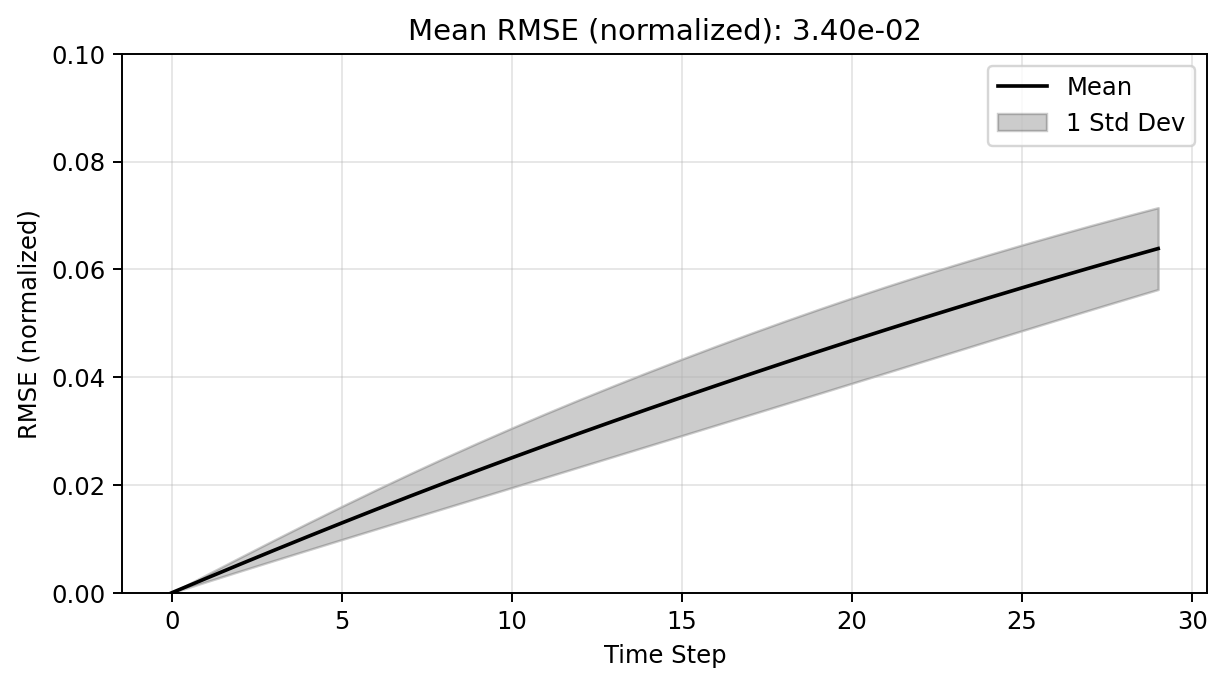 Mean RMSE (normalized): 3.40e-02
Mean
1 Std Dev
RMSE (normalized)
0.10
0.08
0.06
0.04
0.02
0.00
0 5 10 15 20 25 30
Time Step